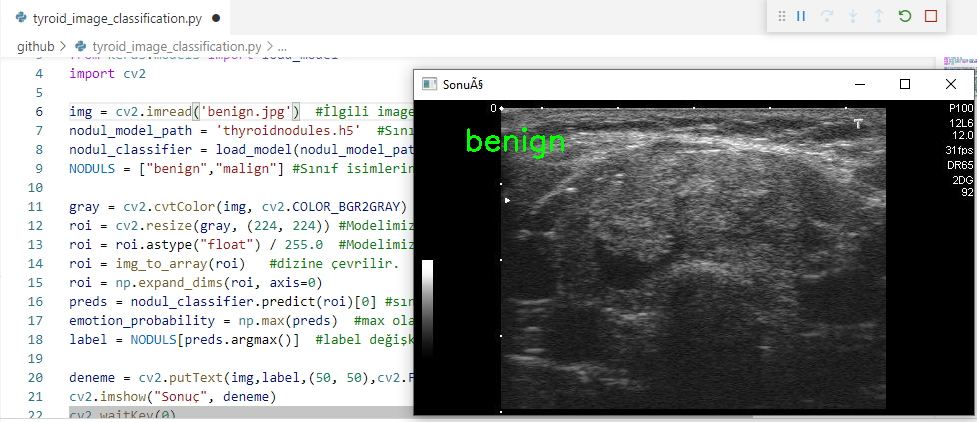 tyroid_image_classification.py
github > tyroid_image_classification.py > ...
3 from keras.models import load_model
4 import cv2
5
6 img = cv2.imread('benign.jpg') #İlgili image
7 nodul_model_path = 'thyroidnodules.h5' #Sını
8 nodul_classifier = load_model(nodul_model_pat
9 NODULS = ["benign","malign"] #Sınıf isimlerin
10
11 gray = cv2.cvtColor(img, cv2.COLOR_BGR2GRAY)
12 roi = cv2.resize(gray, (224, 224)) #Modelimiz
13 roi = roi.astype("float") / 255.0 #Modelimiz
14 roi = img_to_array(roi) #dizine çevrilir.
15 roi = np.expand_dims(roi, axis=0)
16 preds = nodul_classifier.predict(roi)[0] #sın
17 emotion_probability = np.max(preds) #max ola
18 label = NODULS[preds.argmax()] #label değişk
19
20 deneme = cv2.putText(img,label,(50, 50),cv2.F
21 cv2.imshow("Sonuç", deneme)
22 cv2.waitKey(0)
SonuÃ§
0
benign
T
P100
12L6
12.0
31fps
DR65
2DG
92